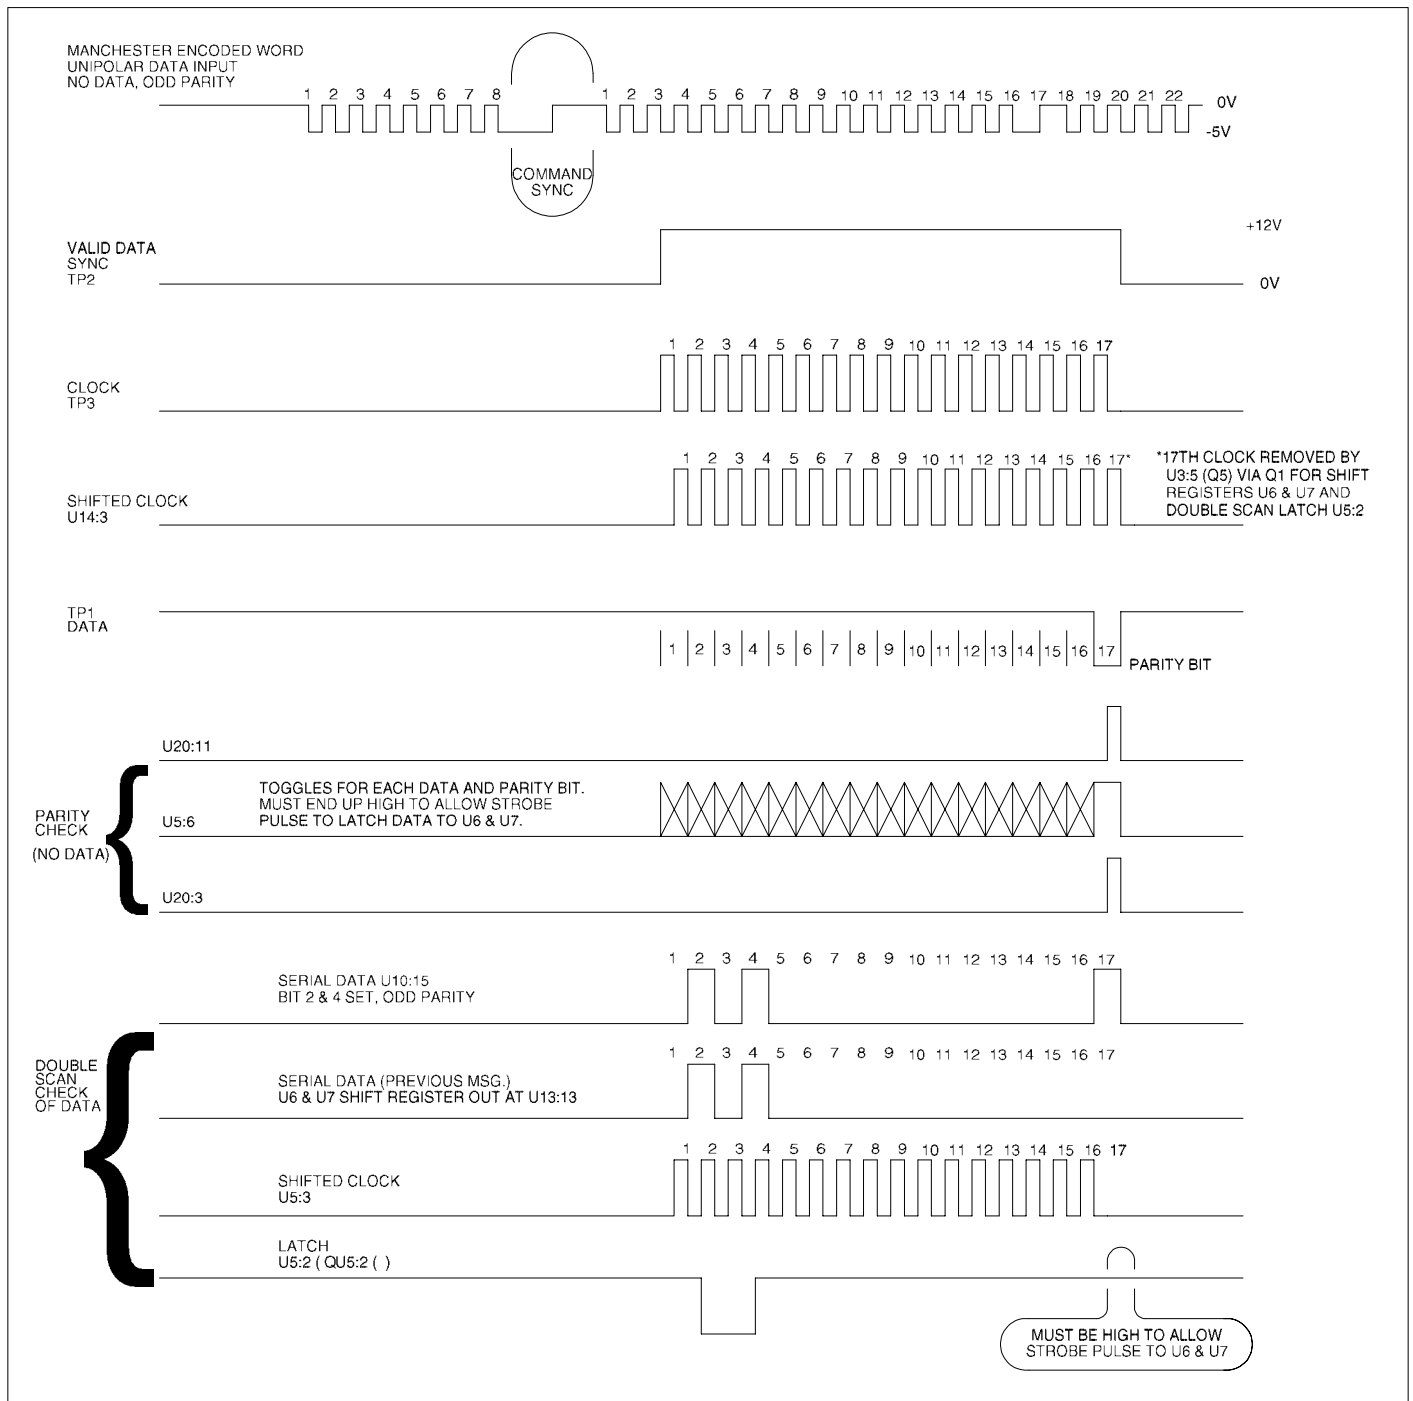 MANCHESTER ENCODED WORD
UNIPOLAR DATA INPUT
NO DATA, ODD PARITY
1 2 3 4 5 6 7 8
1 2 3 4 5 6 7 8 9 10 11 12 13 14 15 16 17 18 19 20 21 22
0V
-5V
COMMAND
SYNC
VALID DATA
SYNC
TP2
+12V
0V
1 2 3 4 5 6 7 8 9 10 11 12 13 14 15 16 17
CLOCK
TP3
1 2 3 4 5 6 7 8 9 10 11 12 13 14 15 16 17*
SHIFTED CLOCK
U14:3
*17TH CLOCK REMOVED BY
U3:5 (Q5) VIA Q1 FOR SHIFT
REGISTERS U6 & U7 AND
DOUBLE SCAN LATCH U5:2
TP1
DATA
1 2 3 4 5 6 7 8 9 10 11 12 13 14 15 16 17
PARITY BIT
U20:11
PARITY
CHECK
(NO DATA)
TOGGLES FOR EACH DATA AND PARITY BIT.
MUST END UP HIGH TO ALLOW STROBE
PULSE TO LATCH DATA TO U6 & U7.
U5:6
U20:3
1 2 3 4 5 6 7 8 9 10 11 12 13 14 15 16 17
SERIAL DATA U10:15
BIT 2 & 4 SET, ODD PARITY
DOUBLE
SCAN
CHECK
OF DATA
1 2 3 4 5 6 7 8 9 10 11 12 13 14 15 16 17
SERIAL DATA (PREVIOUS MSG.)
U6 & U7 SHIFT REGISTER OUT AT U13:13
1 2 3 4 5 6 7 8 9 10 11 12 13 14 15 16 17
SHIFTED CLOCK
U5:3
LATCH
U5:2 ( QU5:2 ( )
MUST BE HIGH TO ALLOW
STROBE PULSE TO U6 & U7